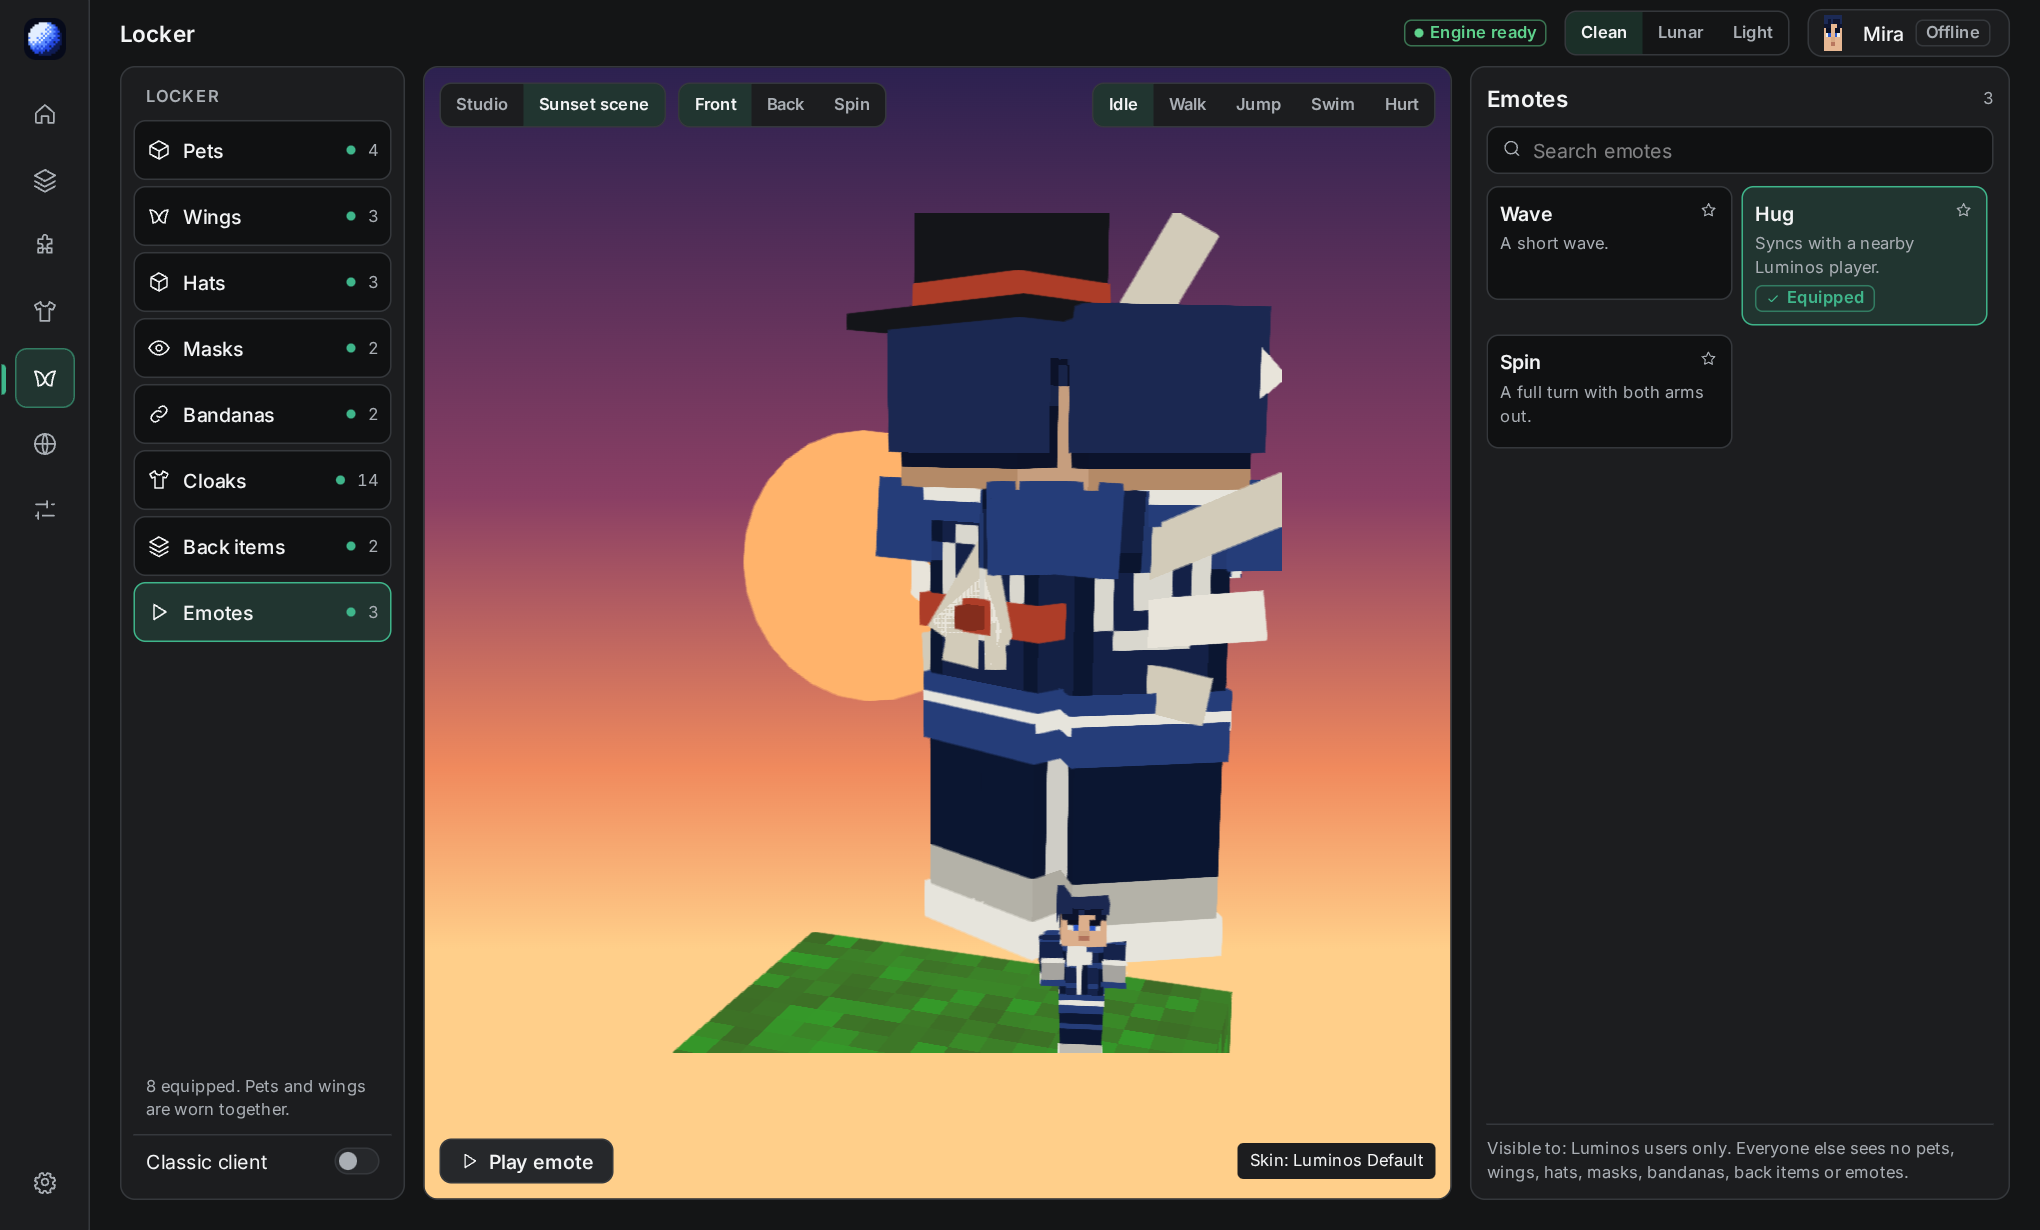 Locker
Engine ready
Clean
Lunar
Light
Mira
Offline
LOCKER
Pets
4
Wings
3
Hats
3
Masks
2
Bandanas
2
Cloaks
14
Back items
2
Emotes
3
8 equipped. Pets and wings
are worn together.
Classic client
Studio
Sunset scene
Front
Back
Spin
Idle
Walk
Jump
Swim
Hurt
Play emote
Skin: Luminos Default
Emotes
3
Search emotes
Wave
A short wave.
Hug
Syncs with a nearby
Luminos player.
Equipped
Spin
A full turn with both arms
out.
Visible to: Luminos users only. Everyone else sees no pets,
wings, hats, masks, bandanas, back items or emotes.